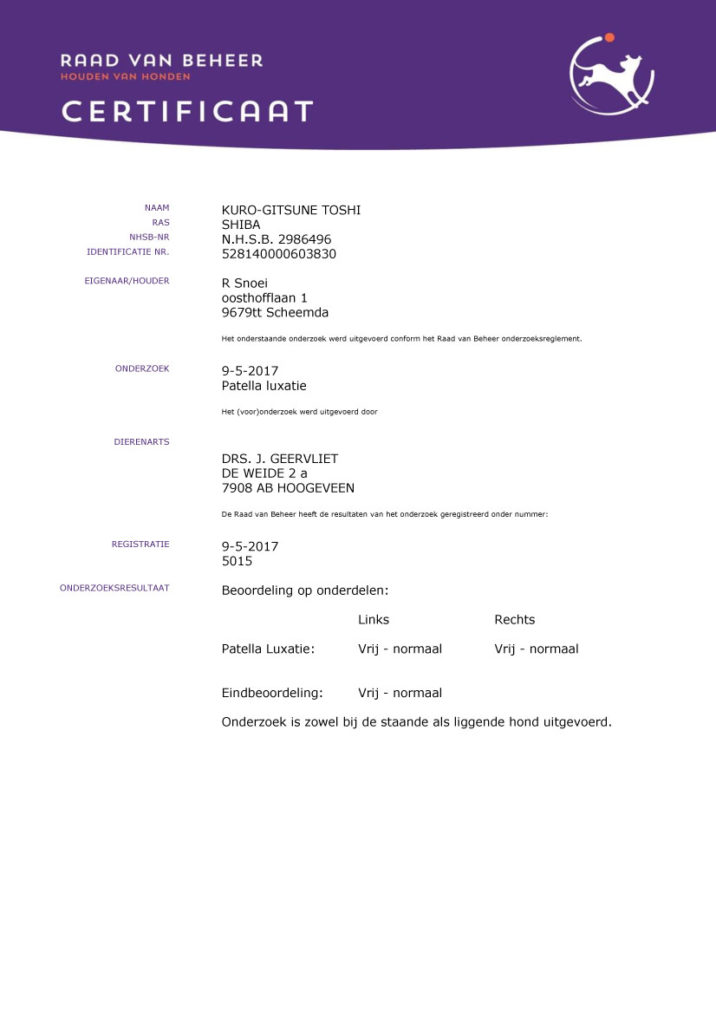 RAAD VAN BEHEER
HOUDEN VAN HONDEN
CERTIFICAAT
NAAM KURO-GITSUNE TOSHI
RAS SHIBA
NHSB-NR N.H.S.B. 2986496
IDENTIFICATIE NR. 528140000603830
EIGENAAR/HOUDER R Snoei
oosthofflaan 1
9679tt Scheemda
Het onderstaande onderzoek werd uitgevoerd conform het Raad van Beheer onderzoeksreglement.
ONDERZOEK 9-5-2017
Patella luxatie
Het (voor)onderzoek werd uitgevoerd door
DIERENARTS
DRS. J. GEERVLIET
DE WEIDE 2 a
7908 AB HOOGEVEEN
De Raad van Beheer heeft de resultaten van het onderzoek geregistreerd onder nummer:
REGISTRATIE 9-5-2017
5015
ONDERZOEKSRESULTAAT Beoordeling op onderdelen:
Links Rechts
Patella Luxatie: Vrij - normaal Vrij - normaal
Eindbeoordeling: Vrij - normaal
Onderzoek is zowel bij de staande als liggende hond uitgevoerd.